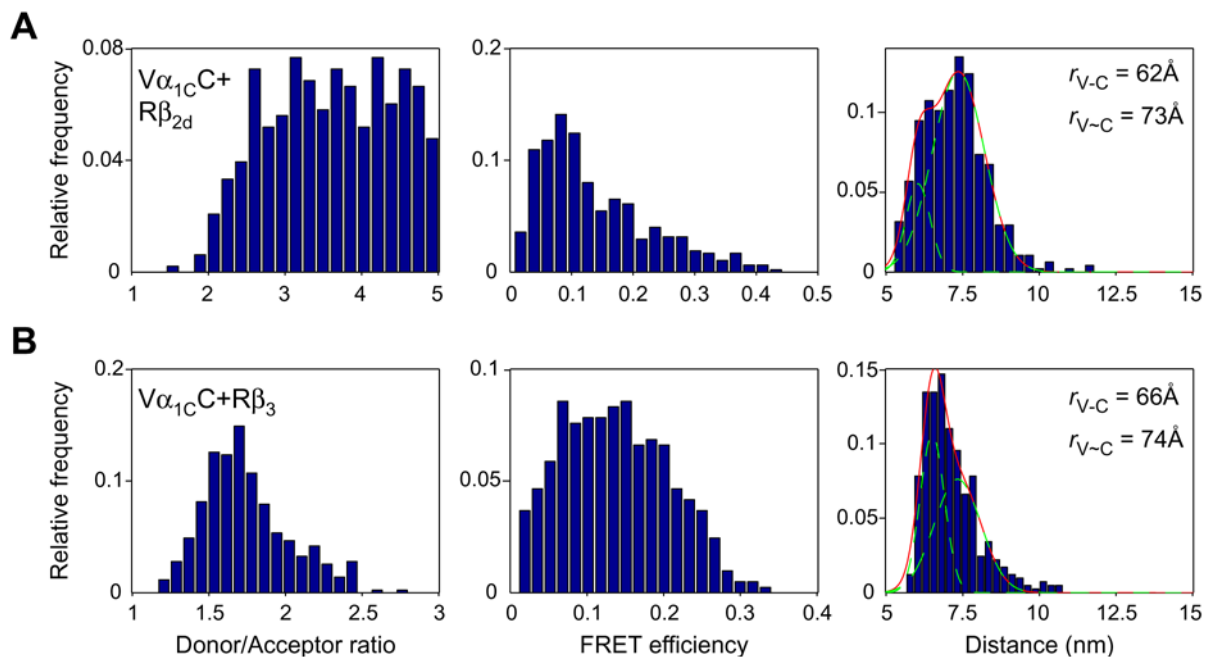 A
Relative frequency
0.08
0.04
0
Vα1CC+
Rβ2d
1 2 3 4 5
0.2
0.1
0
0 0.1 0.2 0.3 0.4 0.5
0.1
0.05
0
rV-C = 62Å
rV~C = 73Å
5 7.5 10 12.5 15
B
Relative frequency
0.2
0.1
0
Vα1CC+Rβ3
1 1.5 2 2.5 3
Donor/Acceptor ratio
0.1
0.05
0
0 0.1 0.2 0.3 0.4
FRET efficiency
0.15
0.1
0.05
0
rV-C = 66Å
rV~C = 74Å
5 7.5 10 12.5 15
Distance (nm)